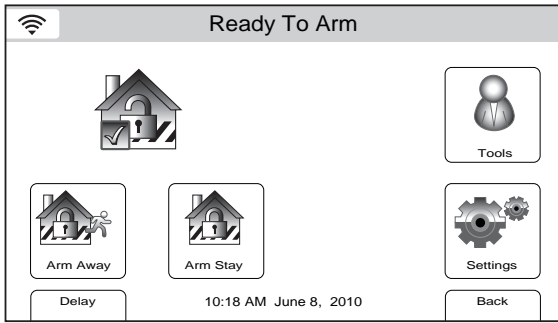 Ready To Arm
Tools
Arm Away
Arm Stay
Settings
Delay
10:18 AM June 8, 2010
Back